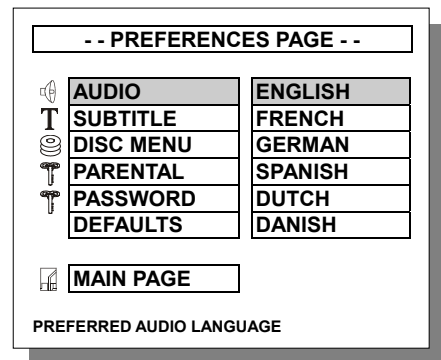 - - PREFERENCES PAGE - -
AUDIO ENGLISH
T SUBTITLE FRENCH
DISC MENU GERMAN
PARENTAL SPANISH
PASSWORD DUTCH
DEFAULTS DANISH
MAIN PAGE
PREFERRED AUDIO LANGUAGE